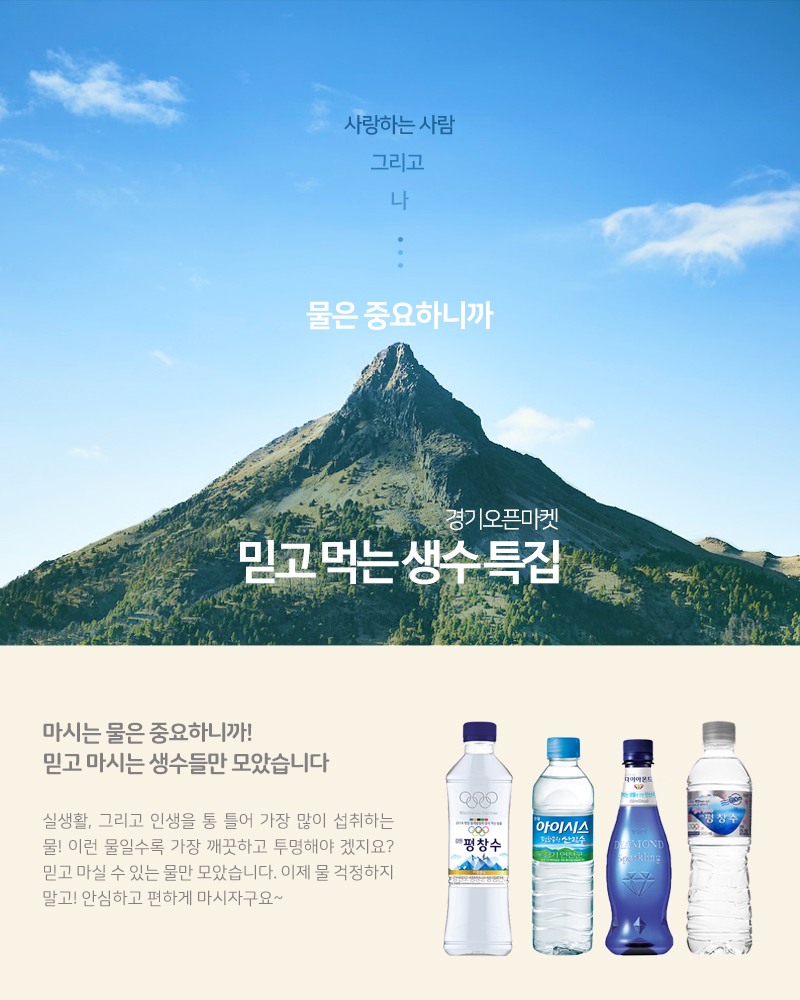 사랑하는 사람
그리고
나
물은 중요하니까
경기오픈마켓
믿고 먹는 생수 특집
마시는 물은 중요하니까!
믿고 마시는 생수들만 모았습니다
실생활, 그리고 인생을 통 틀어 가장 많이 섭취하는
물! 이런 물일수록 가장 깨끗하고 투명해야 겠지요?
믿고 마실 수 있는 물만 모았습니다. 이제 물 걱정하지
말고! 안심하고 편하게 마시자구요~
평창수
아이시스
다이아몬드
DIAMOND
Sparkling
평창수